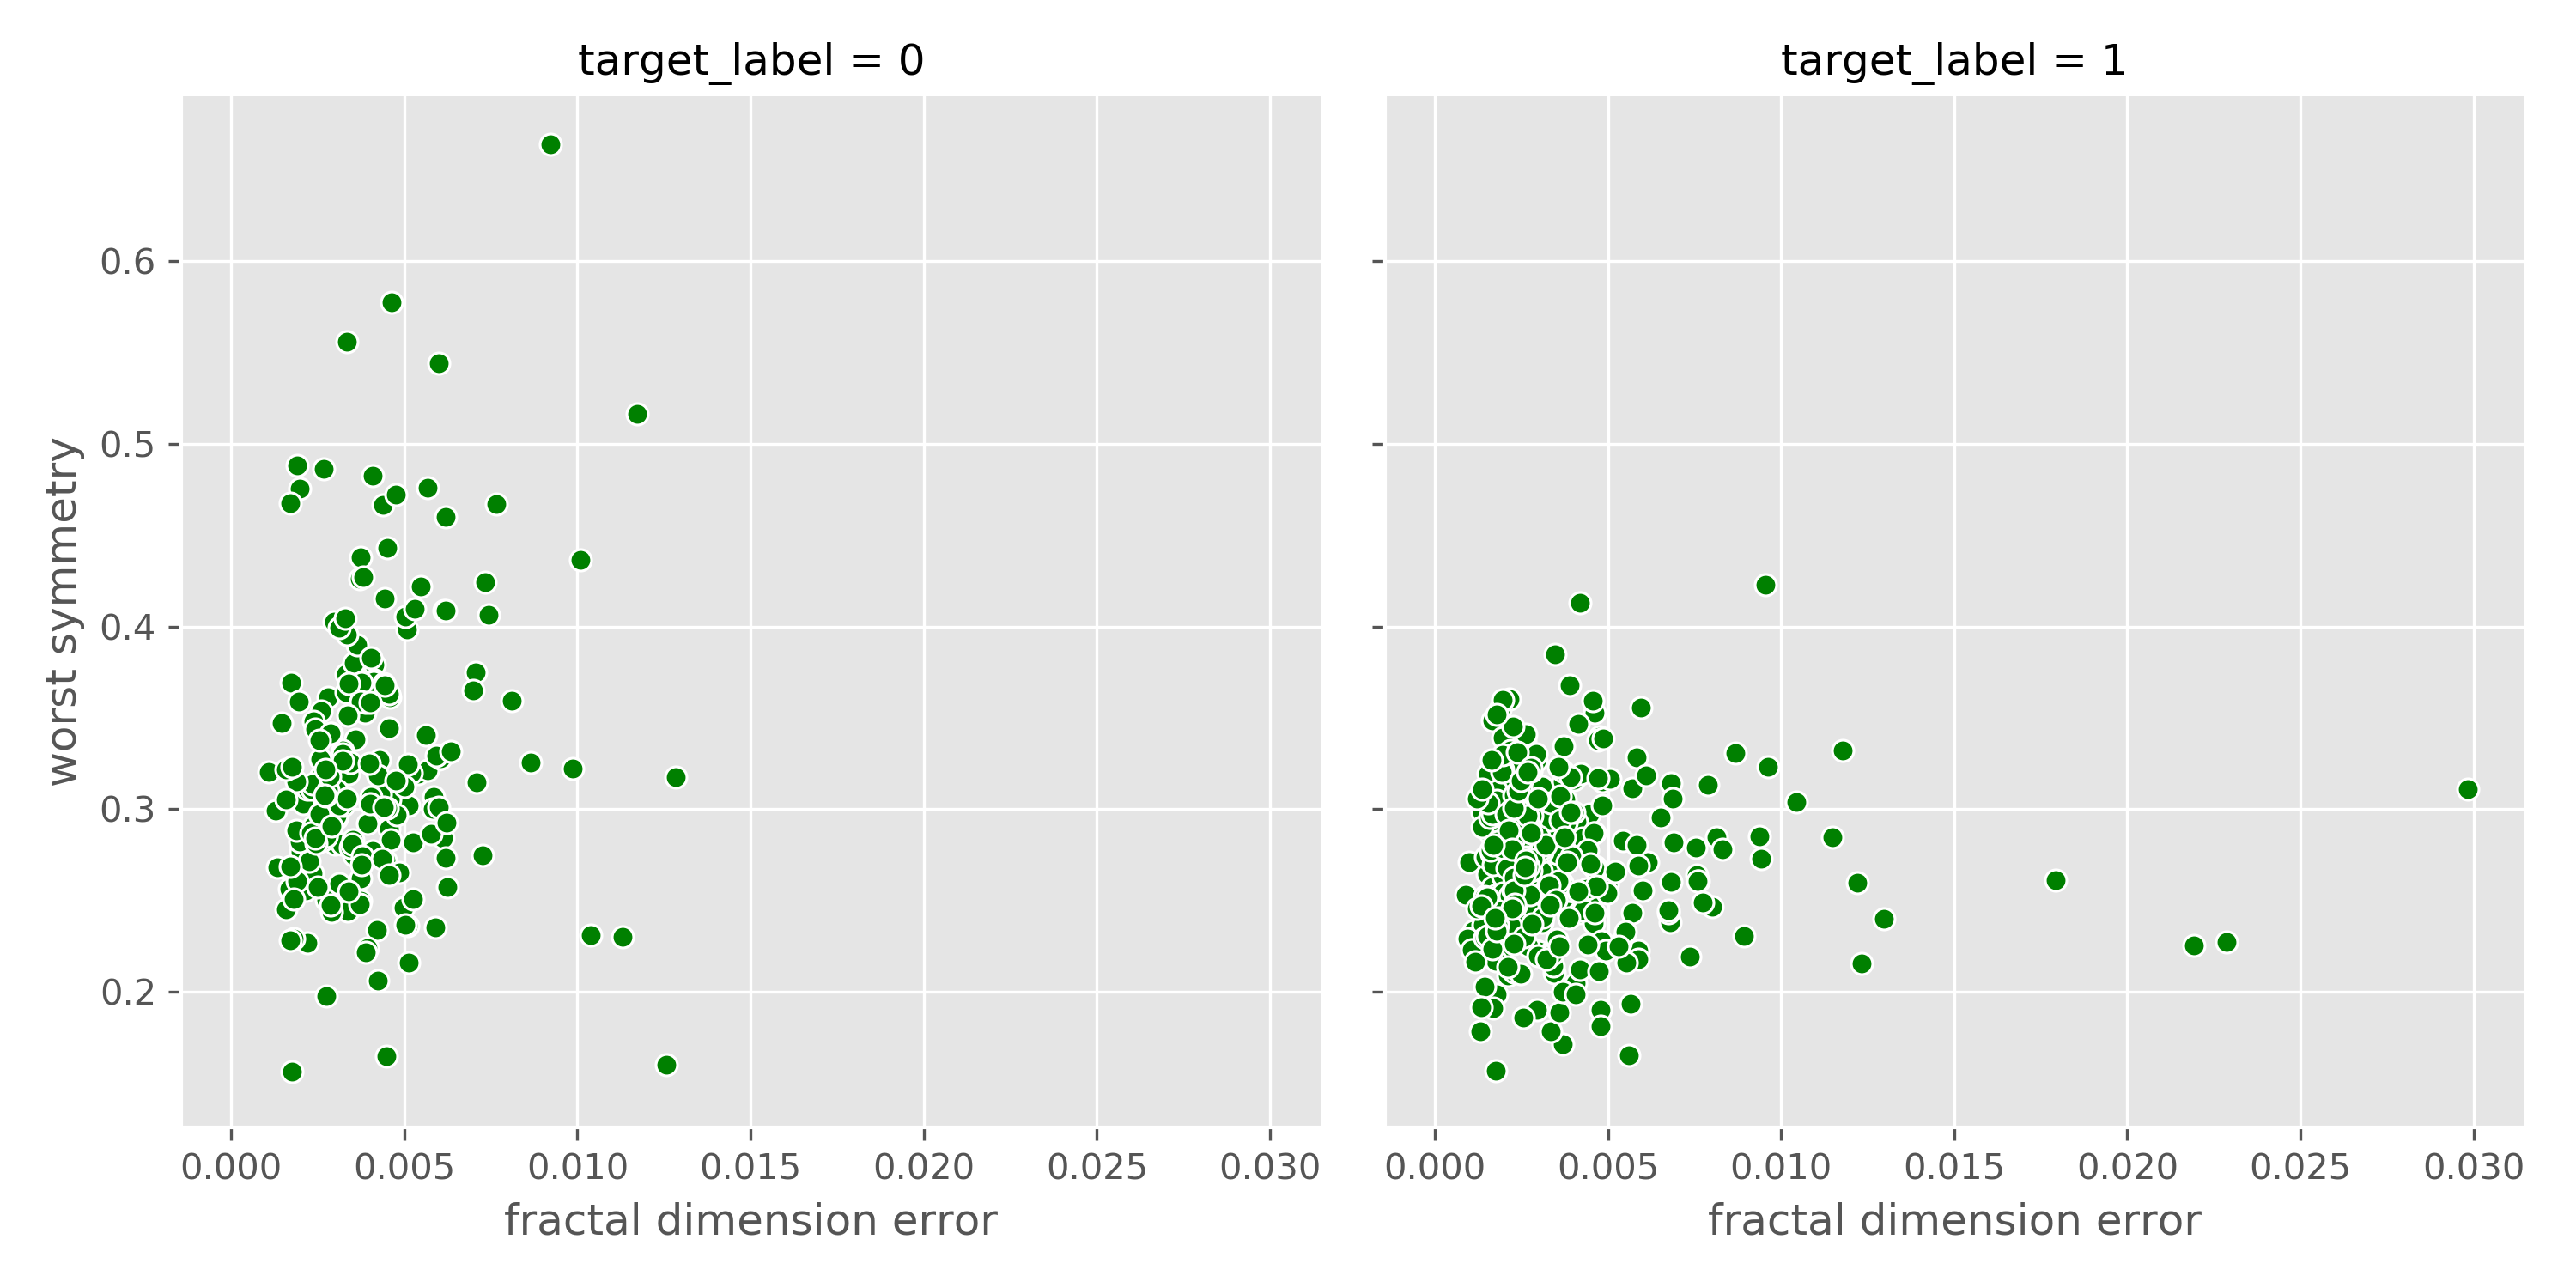 target_label = 0
target_label = 1
worst symmetry
0.6
0.5
0.4
0.3
0.2
0.000 0.005 0.010 0.015 0.020 0.025 0.030
0.000 0.005 0.010 0.015 0.020 0.025 0.030
fractal dimension error
fractal dimension error